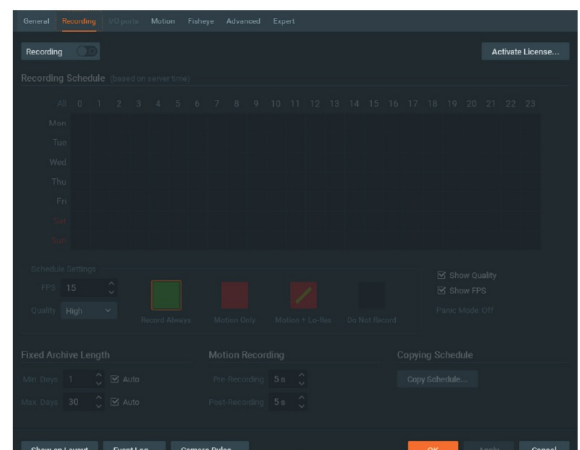 General Recording I/O ports Motion Fisheye Advanced Expert
Recording Activate License...
Recording Schedule (based on server time)
All 0 1 2 3 4 5 6 7 8 9 10 11 12 13 14 15 16 17 18 19 20 21 22 23
Mon
Tue
Wed
Thu
Fri
Sat
Sun
Schedule Settings
FPS 15
Quality High
Record Always Motion Only Motion + Lo-Res Do Not Record
Show Quality
Show FPS
Panic Mode Off
Fixed Archive Length Motion Recording Copying Schedule
Min. Days 1 Auto Pre-Recording 5 s Copy Schedule...
Max. Days 30 Auto Post-Recording 5 s
Show on Layout Event Log... Camera Rules... OK Apply Cancel